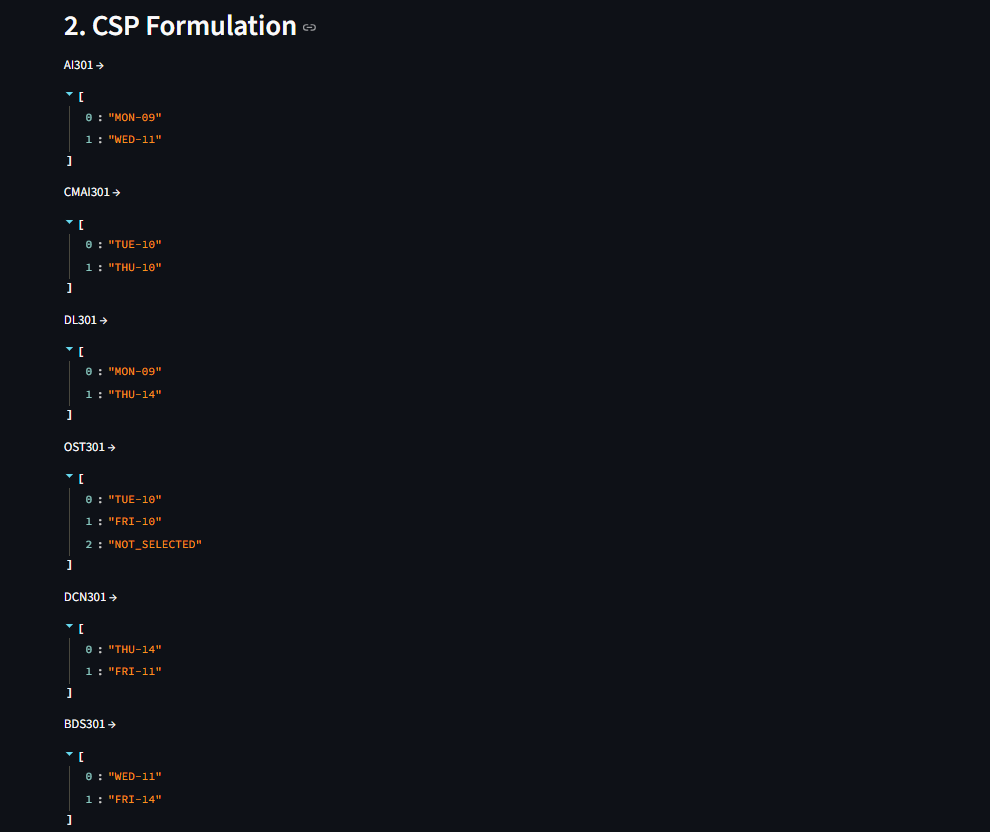 2. CSP Formulation
AI301 →
[
0 : "MON-09"
1 : "WED-11"
]
CMAI301 →
[
0 : "TUE-10"
1 : "THU-10"
]
DL301 →
[
0 : "MON-09"
1 : "THU-14"
]
OST301 →
[
0 : "TUE-10"
1 : "FRI-10"
2 : "NOT_SELECTED"
]
DCN301 →
[
0 : "THU-14"
1 : "FRI-11"
]
BDS301 →
[
0 : "WED-11"
1 : "FRI-14"
]